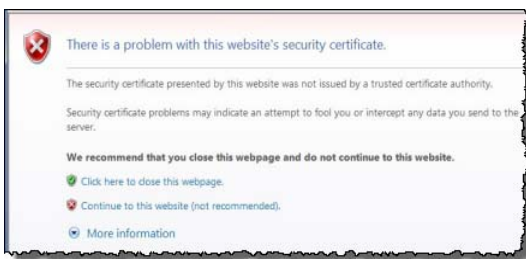 There is a problem with this website's security certificate.
The security certificate presented by this website was not issued by a trusted certificate authority.
Security certificate problems may indicate an attempt to fool you or intercept any data you send to the
server.
We recommend that you close this webpage and do not continue to this website.
Click here to close this webpage.
Continue to this website (not recommended).
More information